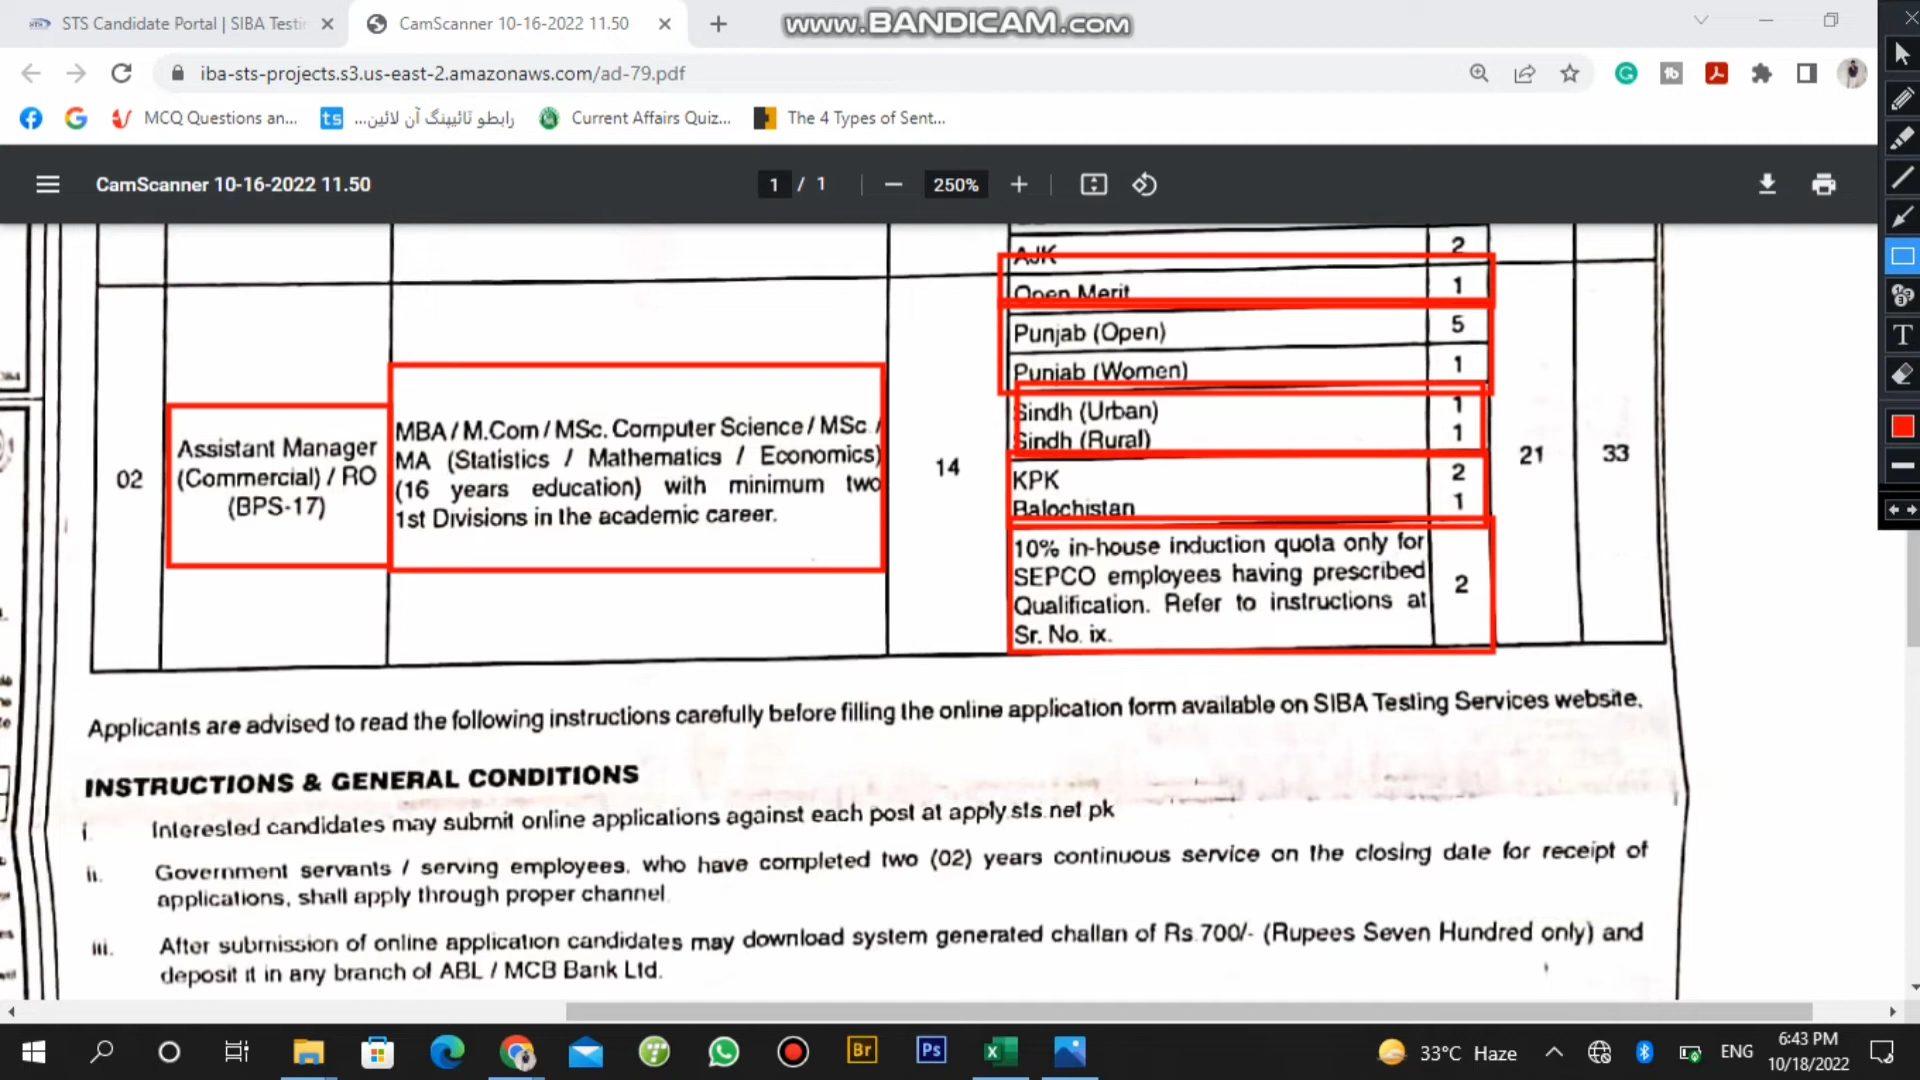 STS Candidate Portal | SIBA Testin
CamScanner 10-16-2022 11.50
www.BANDICAM.com
iba-sts-projects.s3.us-east-2.amazonaws.com/ad-79.pdf
MCQ Questions an...
ts
رابطو ٽائيپنگ آن لائين...
Current Affairs Quiz...
The 4 Types of Sent...
CamScanner 10-16-2022 11.50
1 / 1
250%
AJK 2
Open Merit 1
Punjab (Open) 5
Punjab (Women) 1
Sindh (Urban) 1
Sindh (Rural) 1
KPK 2
Balochistan 1
10% in-house induction quota only for
SEPCO employees having prescribed
Qualification. Refer to instructions at
Sr. No. ix.
2
02
Assistant Manager
(Commercial) / RO
(BPS-17)
MBA / M.Com / MSc. Computer Science / MSc /
MA (Statistics / Mathematics / Economics)
(16 years education) with minimum two
1st Divisions in the academic career.
14
21
33
Applicants are advised to read the following instructions carefully before filling the online application form available on SIBA Testing Services website.
INSTRUCTIONS & GENERAL CONDITIONS
i. Interested candidates may submit online applications against each post at apply.sts.net pk
ii. Government servants / serving employees, who have completed two (02) years continuous service on the closing date for receipt of
applications, shall apply through proper channel
iii. After submission of online application candidates may download system generated challan of Rs.700/- (Rupees Seven Hundred only) and
deposit it in any branch of ABL / MCB Bank Ltd.
T
Br
Ps
33°C Haze
ENG
6:43 PM
10/18/2022